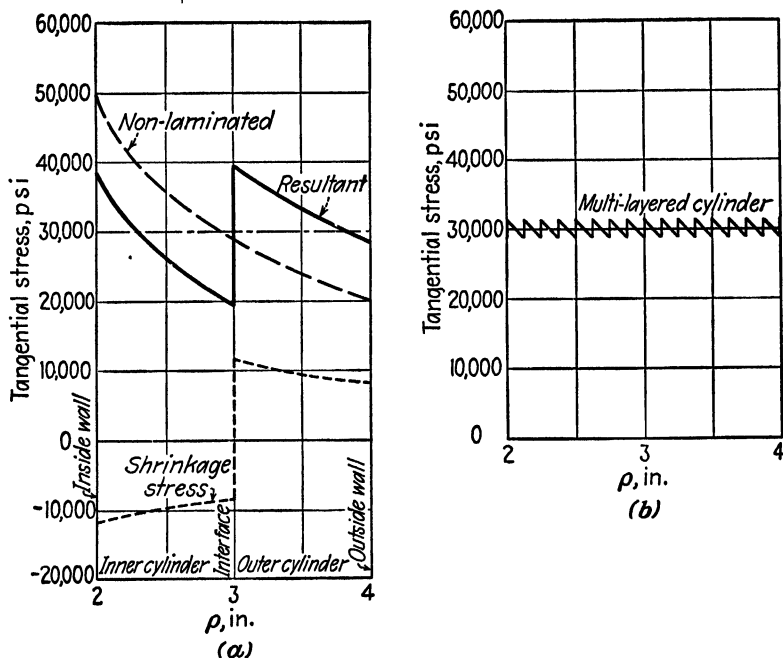 60,000
50,000
40,000
30,000
20,000
10,000
0
-10,000
-20,000
Tangential stress, psi
Non-laminated
Resultant
Inside wall
Shrinkage
stress
Interface
Outside wall
Inner cylinder
Outer cylinder
2
3
4
ρ, in.
(a)
60,000
50,000
40,000
30,000
20,000
10,000
0
Tangential stress, psi
Multi-layered cylinder
2
3
4
ρ, in.
(b)